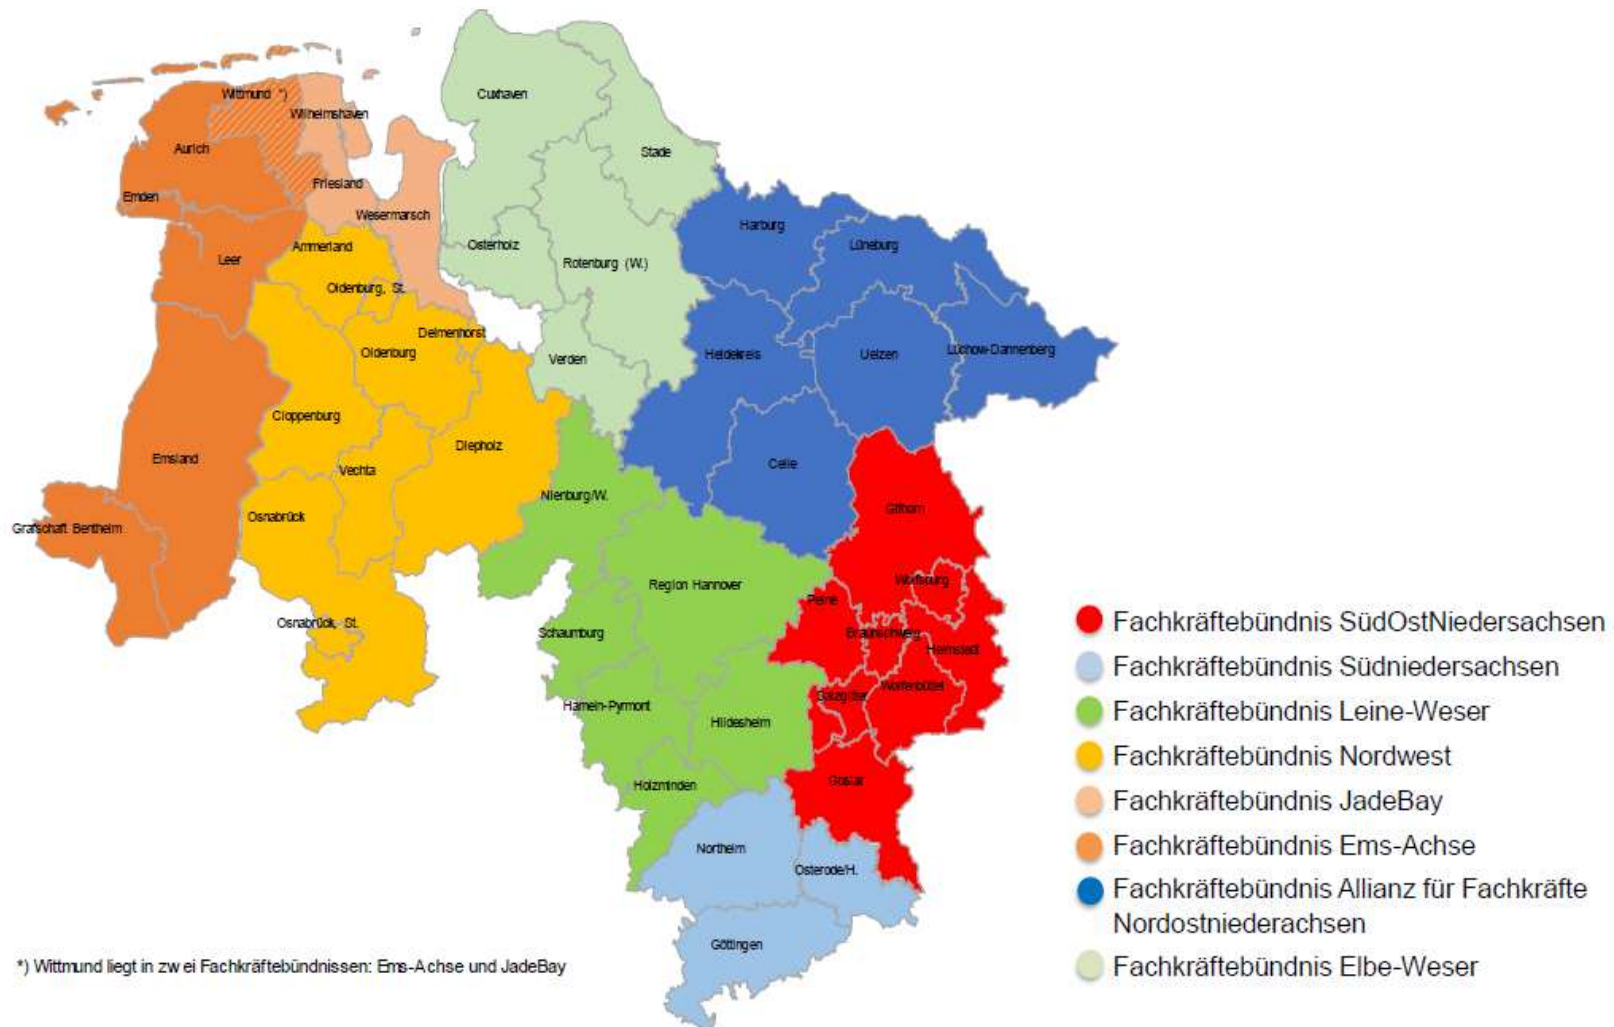 Cuxhaven
Wittmund *)
Wilhelmshaven
Aurich
Stade
Friesland
Emden
Wesermarsch
Harburg
Ammerland
Osterholz
Lüneburg
Leer
Rotenburg (W.)
Oldenburg, St.
Delmenhorst
Oldenburg
Verden
Heidekreis
Uelzen
Lüchow-Dannenberg
Cloppenburg
Diepholz
Emsland
Vechta
Celle
Nienburg/W.
Osnabrück
Gifhorn
Grafschaft Bentheim
Region Hannover
Wolfsburg
Peine
Osnabrück, St.
Schaumburg
Braunschweig
Helmstedt
Hameln-Pyrmont
Salzgitter
Wolfenbüttel
Hildesheim
Holzminden
Goslar
Northeim
Osterode/H.
Göttingen
*) Wittmund liegt in zwei Fachkräftebündnissen: Ems-Achse und JadeBay
Fachkräftebündnis SüdOstNiedersachsen
Fachkräftebündnis Südniedersachsen
Fachkräftebündnis Leine-Weser
Fachkräftebündnis Nordwest
Fachkräftebündnis JadeBay
Fachkräftebündnis Ems-Achse
Fachkräftebündnis Allianz für Fachkräfte
Nordostniederachsen
Fachkräftebündnis Elbe-Weser